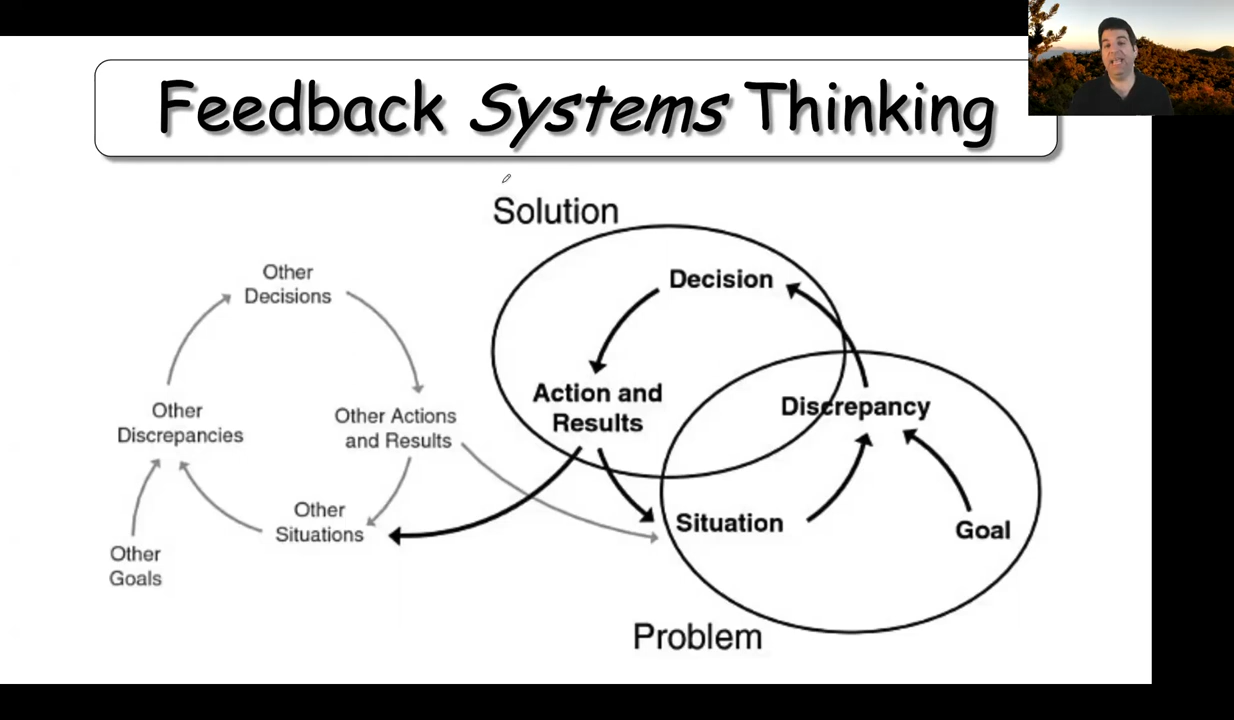 Feedback Systems Thinking
Solution
Decision
Action and
Results
Discrepancy
Situation
Goal
Problem
Other
Decisions
Other
Discrepancies
Other Actions
and Results
Other
Situations
Other
Goals